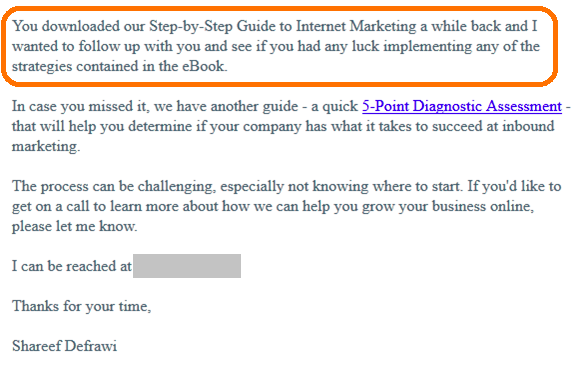 You downloaded our Step-by-Step Guide to Internet Marketing a while back and I
wanted to follow up with you and see if you had any luck implementing any of the
strategies contained in the eBook.
In case you missed it, we have another guide - a quick 5-Point Diagnostic Assessment -
that will help you determine if your company has what it takes to succeed at inbound
marketing.
The process can be challenging, especially not knowing where to start. If you'd like to
get on a call to learn more about how we can help you grow your business online,
please let me know.
I can be reached at
Thanks for your time,
Shareef Defrawi